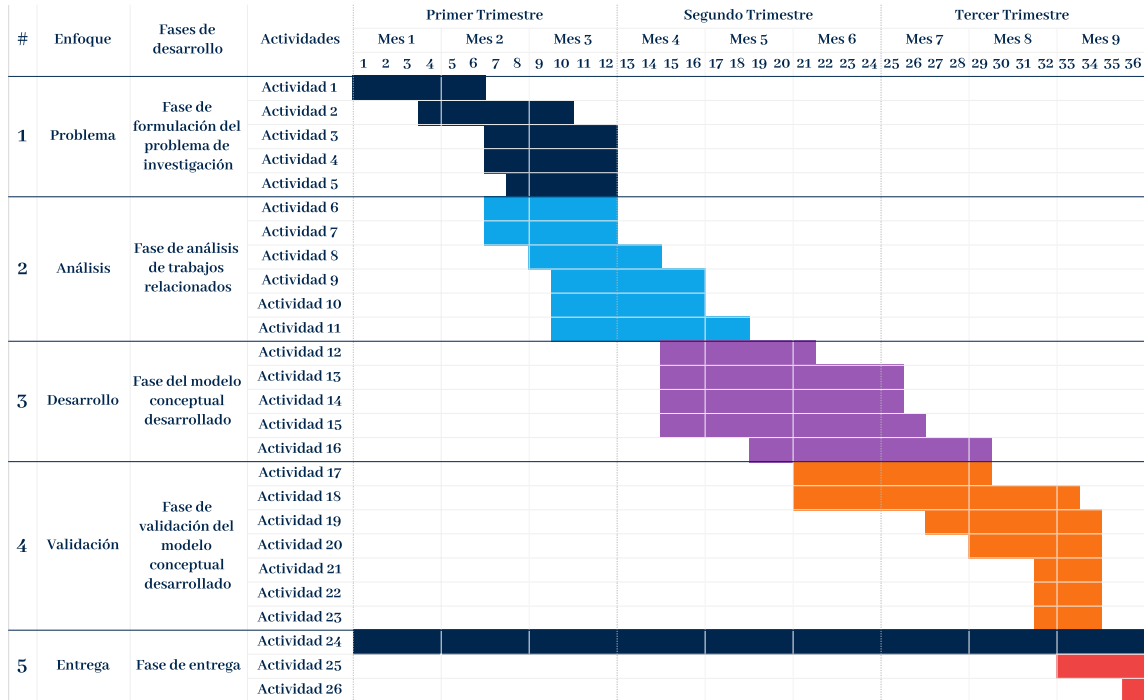 Primer Trimestre Segundo Trimestre Tercer Trimestre
# Enfoque Fases de desarrollo Actividades
Mes 1 Mes 2 Mes 3 Mes 4 Mes 5 Mes 6 Mes 7 Mes 8 Mes 9
1 2 3 4 5 6 7 8 9 10 11 12 13 14 15 16 17 18 19 20 21 22 23 24 25 26 27 28 29 30 31 32 33 34 35 36
1 Problema
Fase de
formulación del
problema de
investigación
Actividad 1
Actividad 2
Actividad 3
Actividad 4
Actividad 5
2 Análisis
Fase de análisis
de trabajos
relacionados
Actividad 6
Actividad 7
Actividad 8
Actividad 9
Actividad 10
Actividad 11
3 Desarrollo
Fase del modelo
conceptual
desarrollado
Actividad 12
Actividad 13
Actividad 14
Actividad 15
Actividad 16
4 Validación
Fase de
validación del
modelo
conceptual
desarrollado
Actividad 17
Actividad 18
Actividad 19
Actividad 20
Actividad 21
Actividad 22
Actividad 23
5 Entrega
Fase de entrega
Actividad 24
Actividad 25
Actividad 26